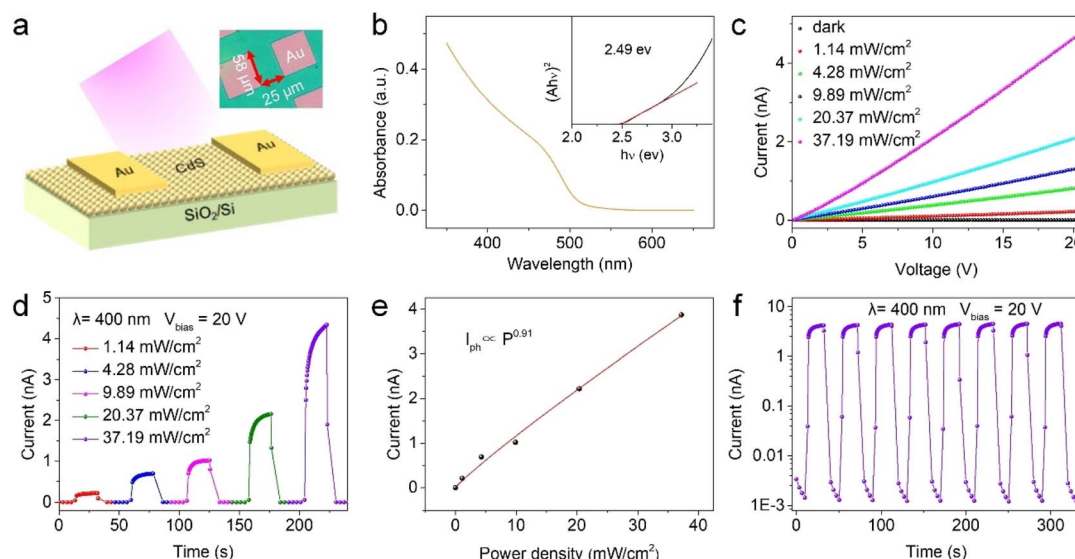 a
Au
58 μm
25 μm
Au
CdS
Au
SiO2/Si
b
Absorbance (a.u.)
0.4
0.2
0.0
400
500
600
Wavelength (nm)
2.49 ev
(Ahν)²
2.0
2.5
3.0
hν (ev)
c
dark
1.14 mW/cm²
4.28 mW/cm²
9.89 mW/cm²
20.37 mW/cm²
37.19 mW/cm²
Current (nA)
4
2
0
0
5
10
15
20
Voltage (V)
d
λ= 400 nm V_bias = 20 V
1.14 mW/cm²
4.28 mW/cm²
9.89 mW/cm²
20.37 mW/cm²
37.19 mW/cm²
Current (nA)
5
4
3
2
1
0
0
50
100
150
200
Time (s)
e
I_ph ∝ P^0.91
Current (nA)
4
3
2
1
0
0
10
20
30
40
Power density (mW/cm²)
f
λ= 400 nm V_bias = 20 V
Current (nA)
10
1
0.1
0.01
1E-3
0
100
200
300
Time (s)